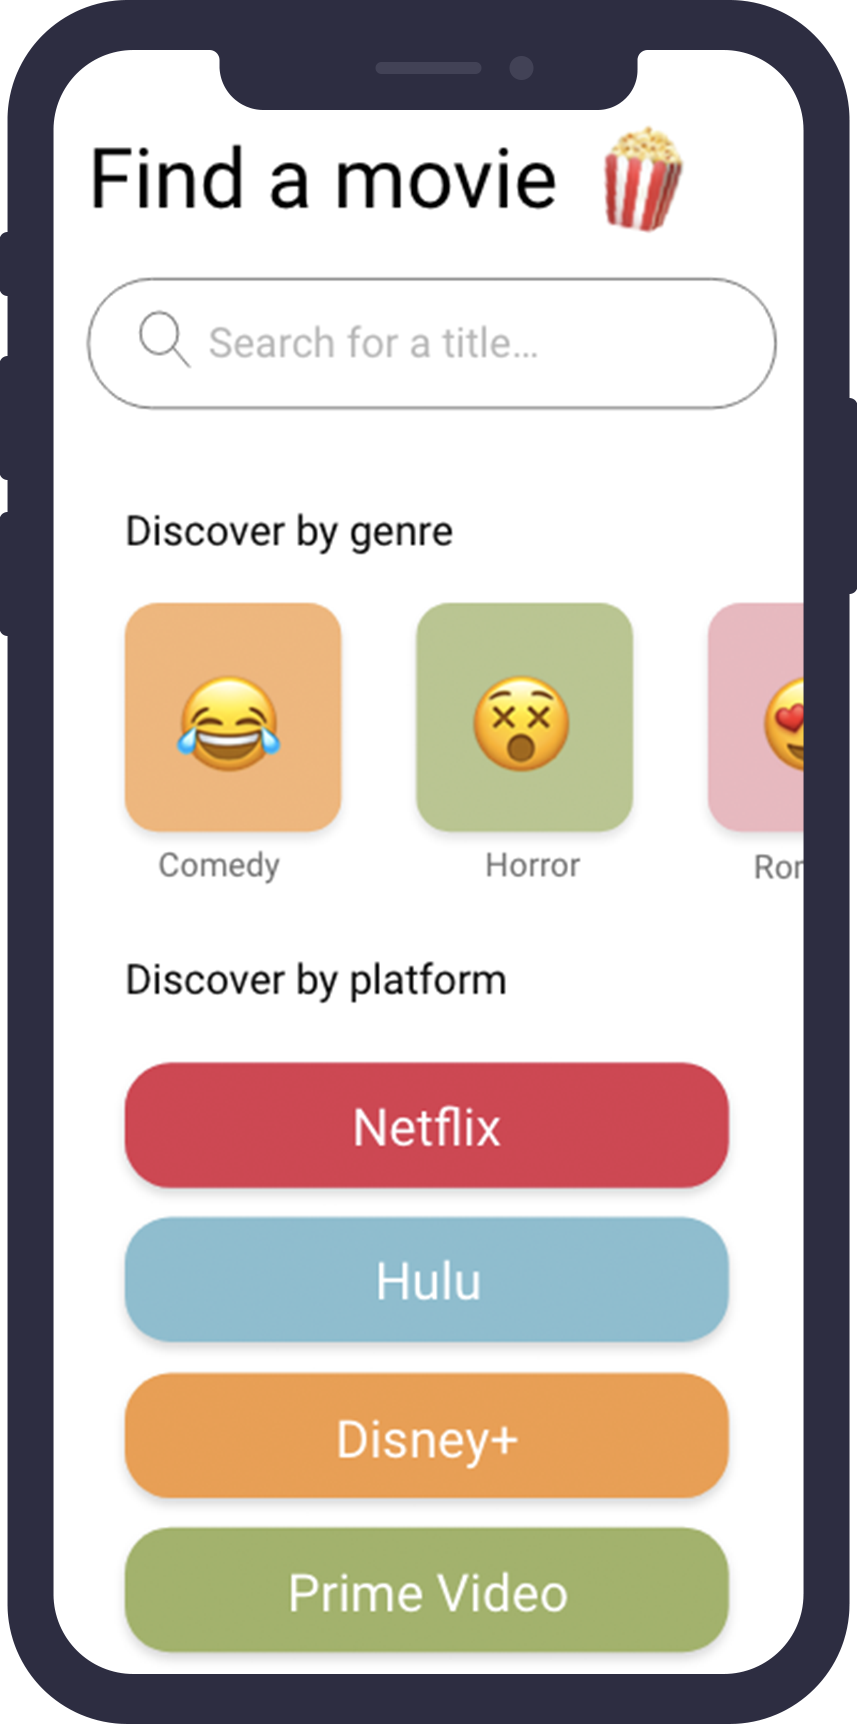 Find a movie
Search for a title...
Discover by genre
Comedy
Horror
Ror
Discover by platform
Netflix
Hulu
Disney+
Prime Video